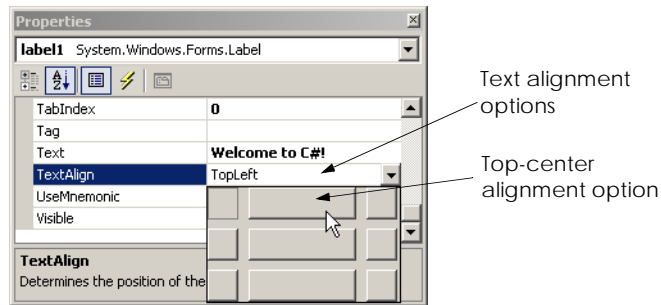 Properties
label1 System.Windows.Forms.Label
TabIndex 0
Tag
Text Welcome to C#!
TextAlign TopLeft
UseMnemonic
Visible
TextAlign
Determines the position of the
Text alignment
options
Top-center
alignment option